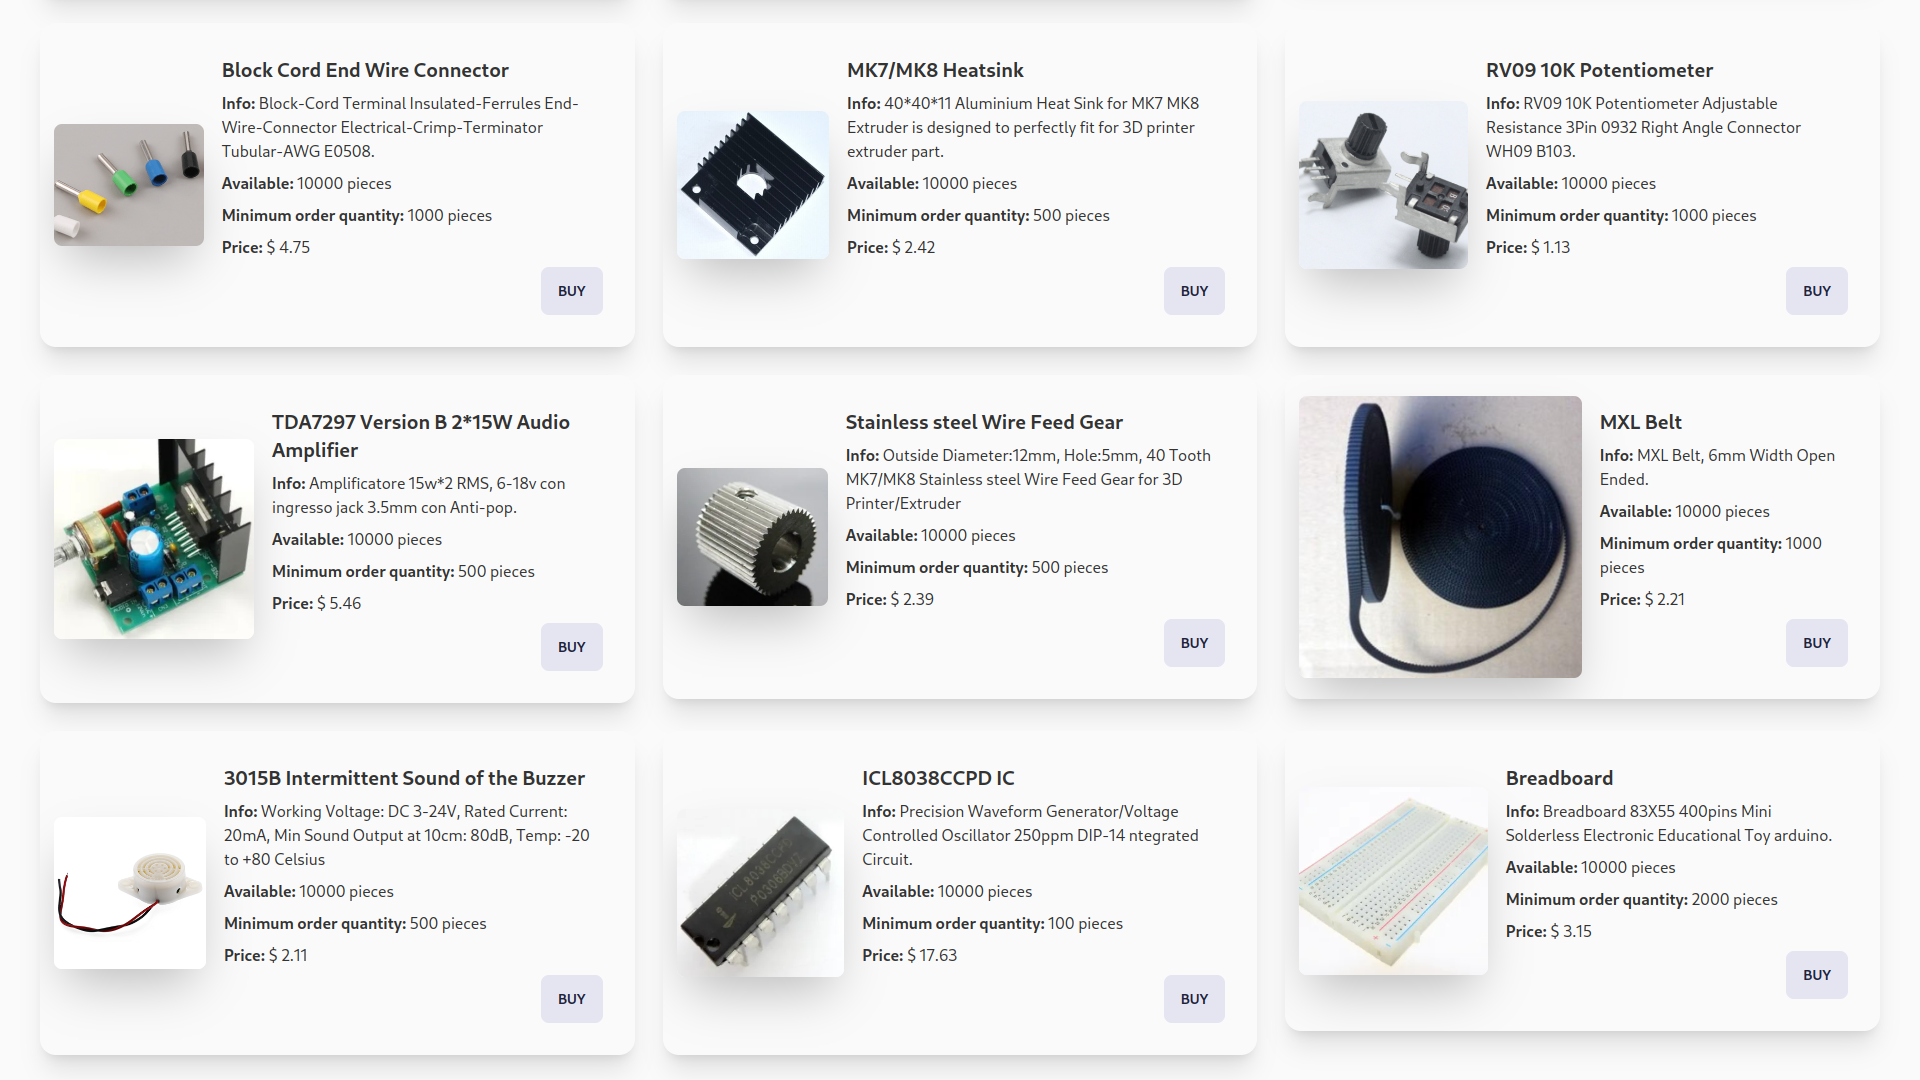 Block Cord End Wire Connector
Info: Block-Cord Terminal Insulated-Ferrules End-
Wire-Connector Electrical-Crimp-Terminator
Tubular-AWG E0508.
Available: 10000 pieces
Minimum order quantity: 1000 pieces
Price: $ 4.75
BUY
MK7/MK8 Heatsink
Info: 40*40*11 Aluminium Heat Sink for MK7 MK8
Extruder is designed to perfectly fit for 3D printer
extruder part.
Available: 10000 pieces
Minimum order quantity: 500 pieces
Price: $ 2.42
BUY
RV09 10K Potentiometer
Info: RV09 10K Potentiometer Adjustable
Resistance 3Pin 0932 Right Angle Connector
WH09 B103.
Available: 10000 pieces
Minimum order quantity: 1000 pieces
Price: $ 1.13
BUY
TDA7297 Version B 2*15W Audio
Amplifier
Info: Amplificatore 15w*2 RMS, 6-18v con
ingresso jack 3.5mm con Anti-pop.
Available: 10000 pieces
Minimum order quantity: 500 pieces
Price: $ 5.46
BUY
Stainless steel Wire Feed Gear
Info: Outside Diameter:12mm, Hole:5mm, 40 Tooth
MK7/MK8 Stainless steel Wire Feed Gear for 3D
Printer/Extruder
Available: 10000 pieces
Minimum order quantity: 500 pieces
Price: $ 2.39
BUY
MXL Belt
Info: MXL Belt, 6mm Width Open
Ended.
Available: 10000 pieces
Minimum order quantity: 1000
pieces
Price: $ 2.21
BUY
3015B Intermittent Sound of the Buzzer
Info: Working Voltage: DC 3-24V, Rated Current:
20mA, Min Sound Output at 10cm: 80dB, Temp: -20
to +80 Celsius
Available: 10000 pieces
Minimum order quantity: 500 pieces
Price: $ 2.11
BUY
ICL8038CCPD IC
Info: Precision Waveform Generator/Voltage
Controlled Oscillator 250ppm DIP-14 ntegrated
Circuit.
Available: 10000 pieces
Minimum order quantity: 100 pieces
Price: $ 17.63
BUY
Breadboard
Info: Breadboard 83X55 400pins Mini
Solderless Electronic Educational Toy arduino.
Available: 10000 pieces
Minimum order quantity: 2000 pieces
Price: $ 3.15
BUY